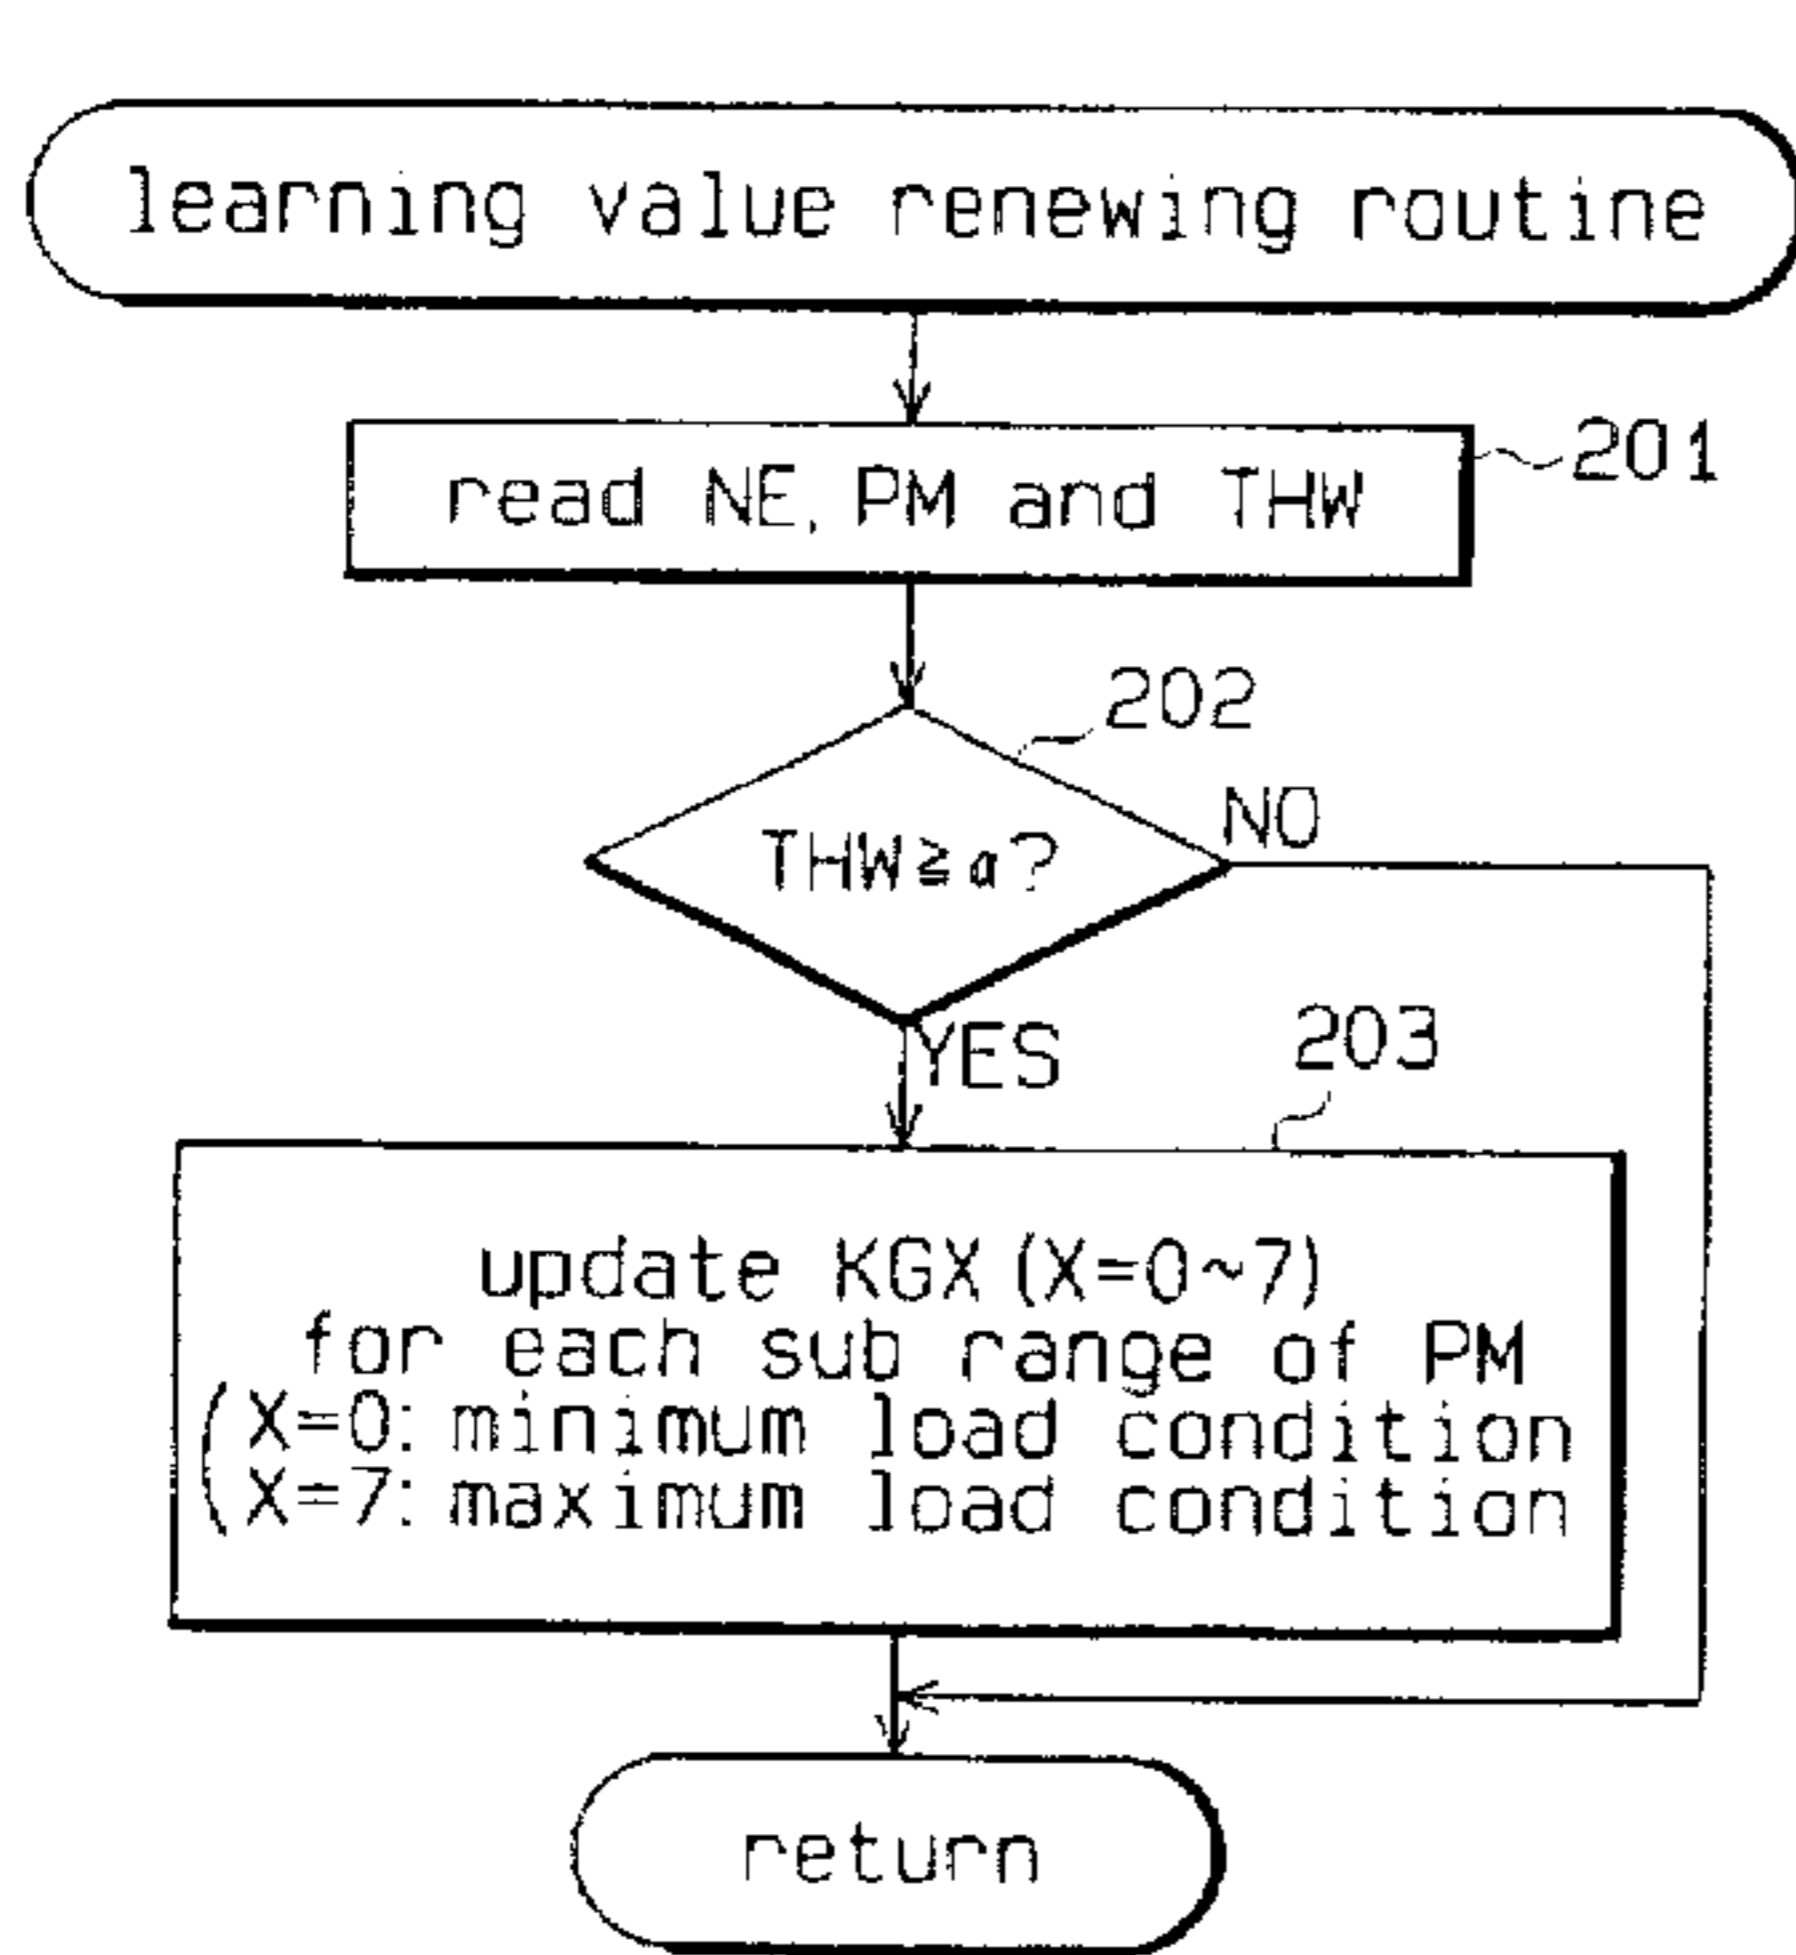 learning value renewing routine
read NE, PM and THW
201
202
THW≧α?
NO
YES
203
update KGX (X=0~7)
for each sub range of PM
(X=0: minimum load condition
(X=7: maximum load condition
return